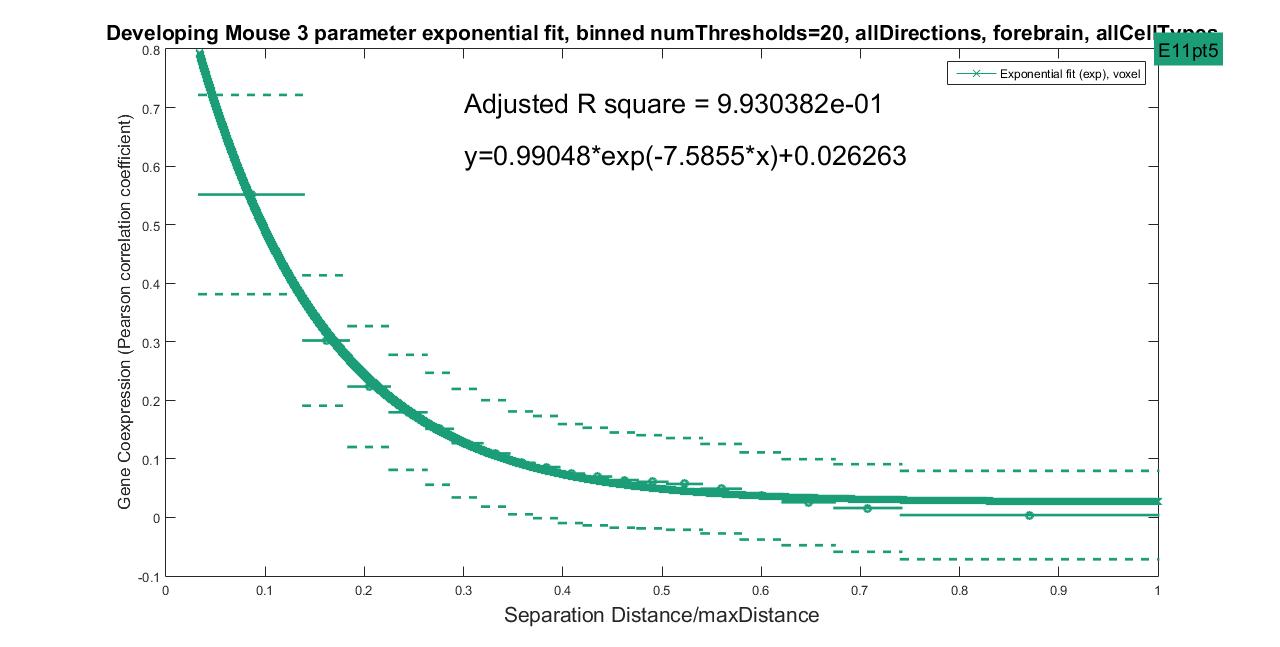 Developing Mouse 3 parameter exponential fit, binned numThresholds=20, allDirections, forebrain, allCellTypes
E11pt5
Exponential fit (exp), voxel
Adjusted R square = 9.930382e-01
y=0.99048*exp(-7.5855*x)+0.026263
Gene Coexpression (Pearson correlation coefficient)
0.8
0.7
0.6
0.5
0.4
0.3
0.2
0.1
0
-0.1
0 0.1 0.2 0.3 0.4 0.5 0.6 0.7 0.8 0.9 1
Separation Distance/maxDistance